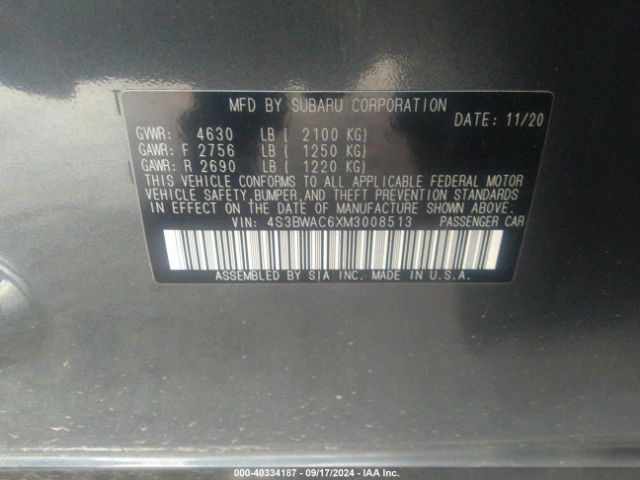 MFD BY SUBARU CORPORATION
DATE: 11/20
GVWR: 4630 LB ( 2100 KG)
GAWR: F 2756 LB ( 1250 KG)
GAWR: R 2690 LB ( 1220 KG)
THIS VEHICLE CONFORMS TO ALL APPLICABLE FEDERAL MOTOR
VEHICLE SAFETY, BUMPER, AND THEFT PREVENTION STANDARDS
IN EFFECT ON THE DATE OF MANUFACTURE SHOWN ABOVE.
VIN: 4S3BWAC6XM3008513 PASSENGER CAR
ASSEMBLED BY SIA INC. MADE IN U.S.A.
000-40334187 - 09/17/2024 - IAA Inc.